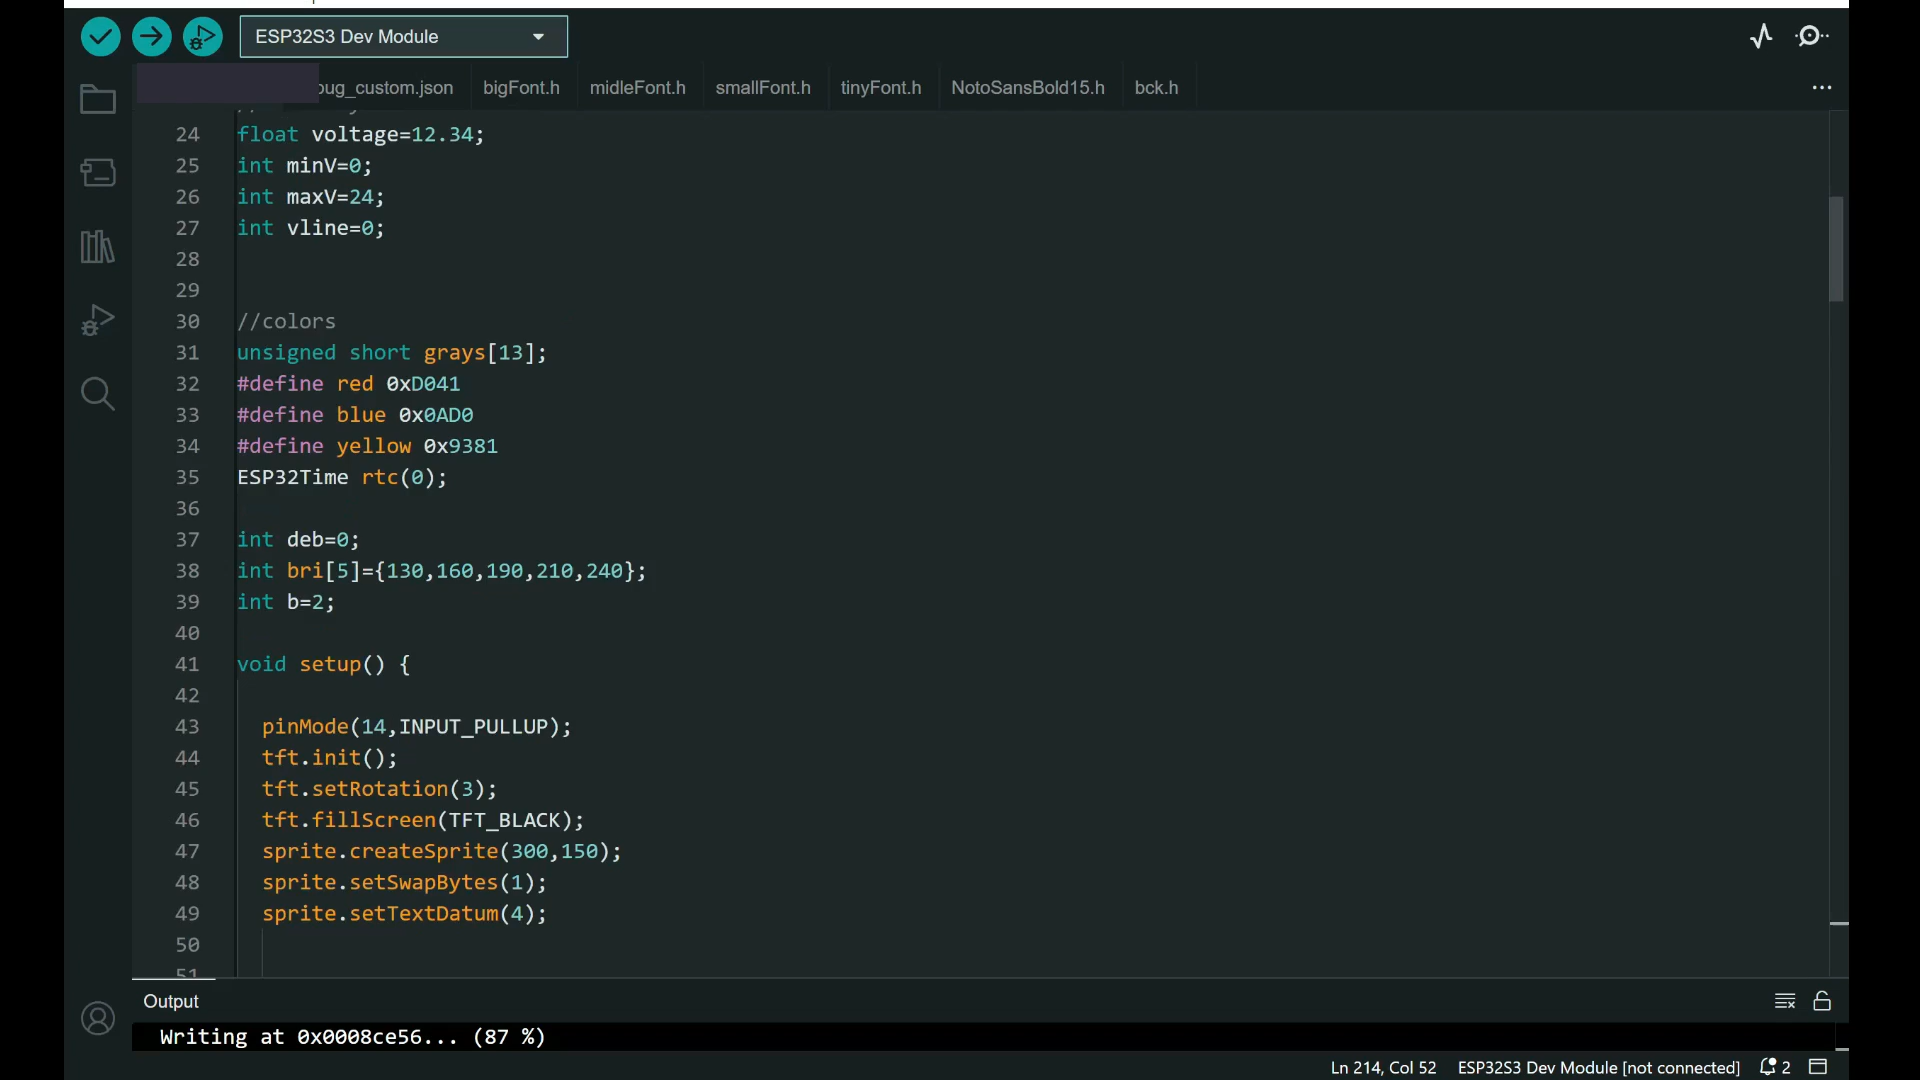 ESP32S3 Dev Module
bug_custom.json bigFont.h midleFont.h smallFont.h tinyFont.h NotoSansBold15.h bck.h
24 float voltage=12.34;
25 int minV=0;
26 int maxV=24;
27 int vline=0;
28
29
30 //colors
31 unsigned short grays[13];
32 #define red 0xD041
33 #define blue 0x0AD0
34 #define yellow 0x9381
35 ESP32Time rtc(0);
36
37 int deb=0;
38 int bri[5]={130,160,190,210,240};
39 int b=2;
40
41 void setup() {
42
43 pinMode(14,INPUT_PULLUP);
44 tft.init();
45 tft.setRotation(3);
46 tft.fillScreen(TFT_BLACK);
47 sprite.createSprite(300,150);
48 sprite.setSwapBytes(1);
49 sprite.setTextDatum(4);
50
51
Output
Writing at 0x0008ce56... (87 %)
Ln 214, Col 52 ESP32S3 Dev Module [not connected] 2